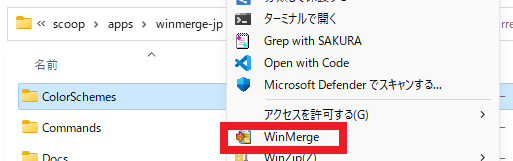 « scoop › apps › winmerge-jp
ターミナルで開く
Grep with SAKURA
Open with Code
Microsoft Defender でスキャンする...
名前
ColorSchemes
アクセスを許可する(G)
Commands
WinMerge
Docs
WinZip(Z)